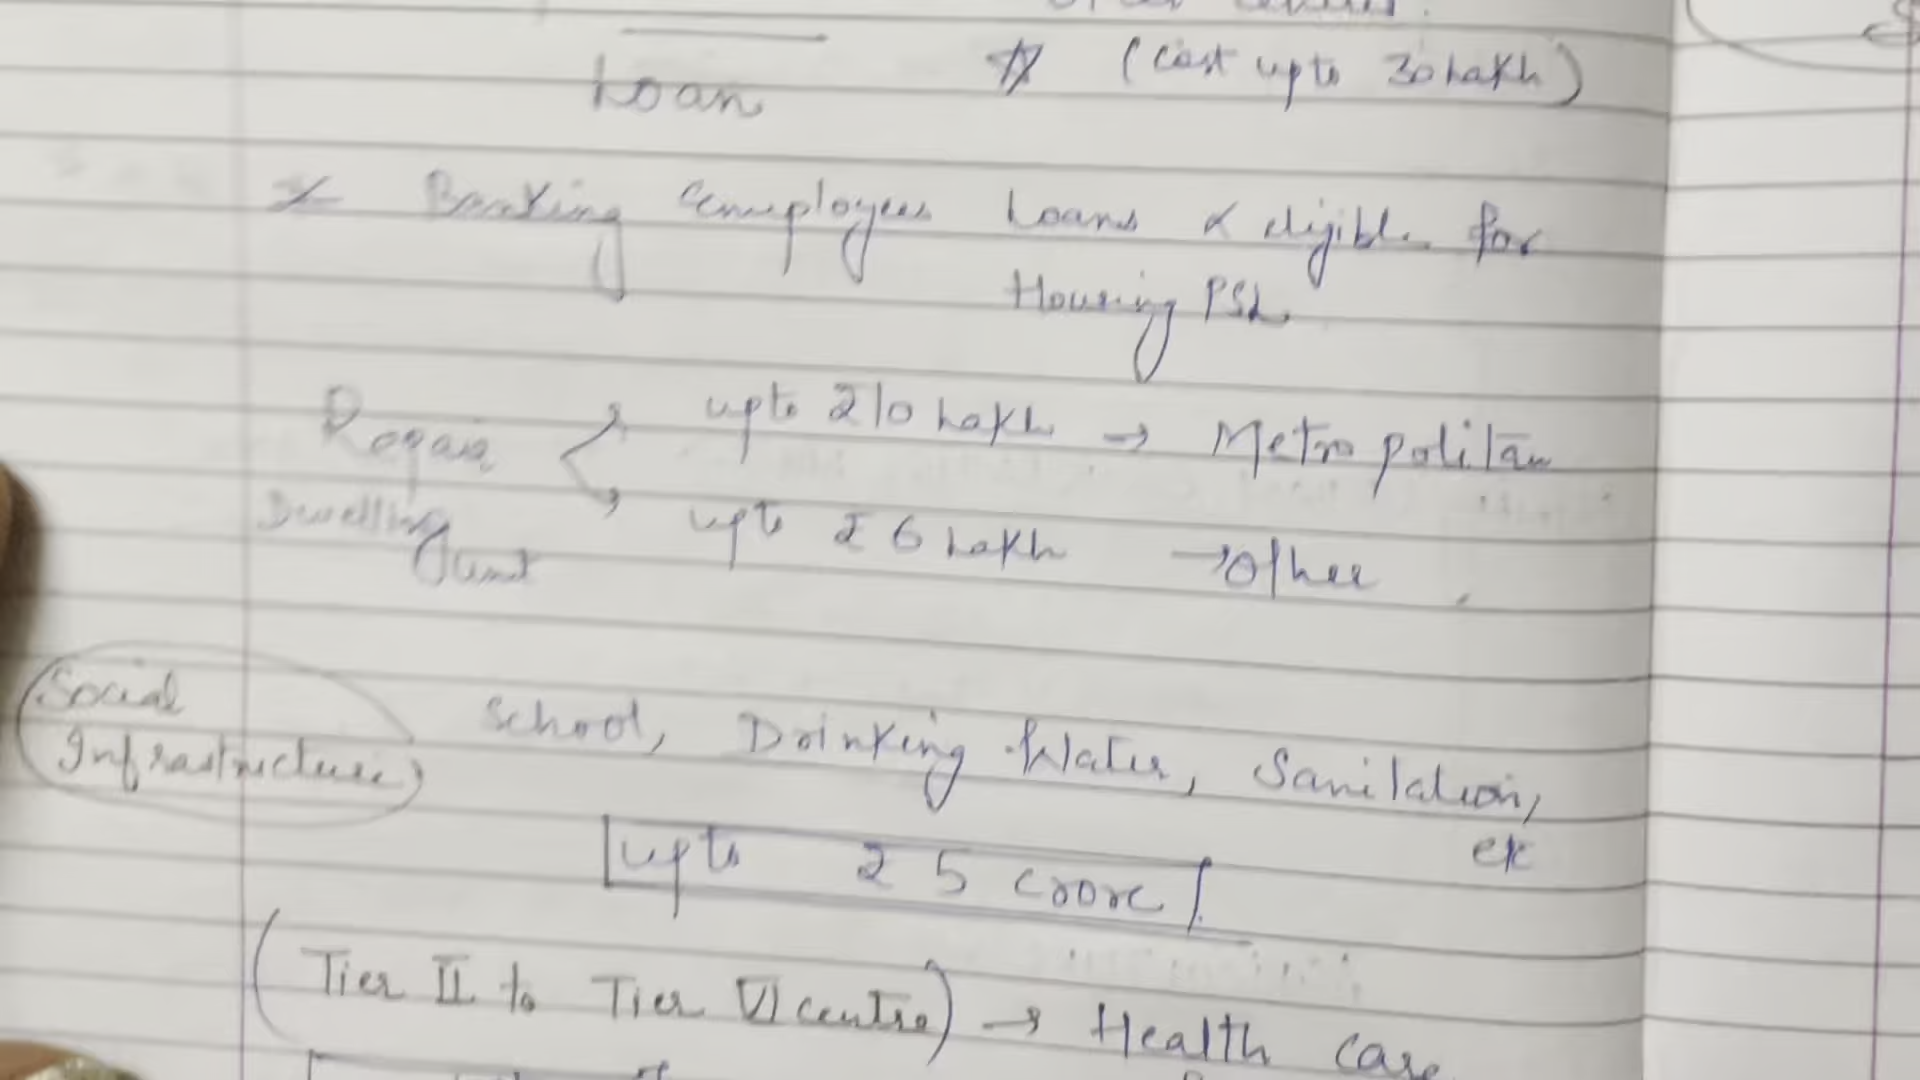 Loan
(Cost upto 30 Lakh)
Banking employees Loans ∝ eligible for
Housing PSL
Repair upto ₹10 Lakh → Metropolitan
Dwelling Unit upto ₹ 6 Lakh → Other
Social
Infrastructure
School, Drinking Water, Sanitation,
etc
upto ₹ 5 crore
(Tier II to Tier VI centre) → Health care